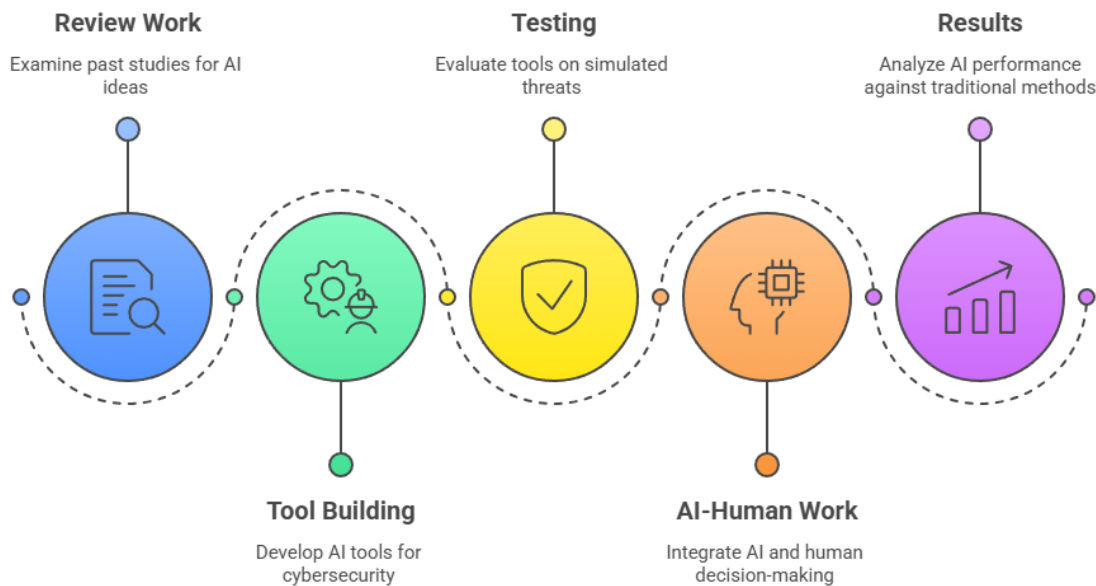 Review Work
Examine past studies for AI
ideas
Tool Building
Develop AI tools for
cybersecurity
Testing
Evaluate tools on simulated
threats
AI-Human Work
Integrate AI and human
decision-making
Results
Analyze AI performance
against traditional methods